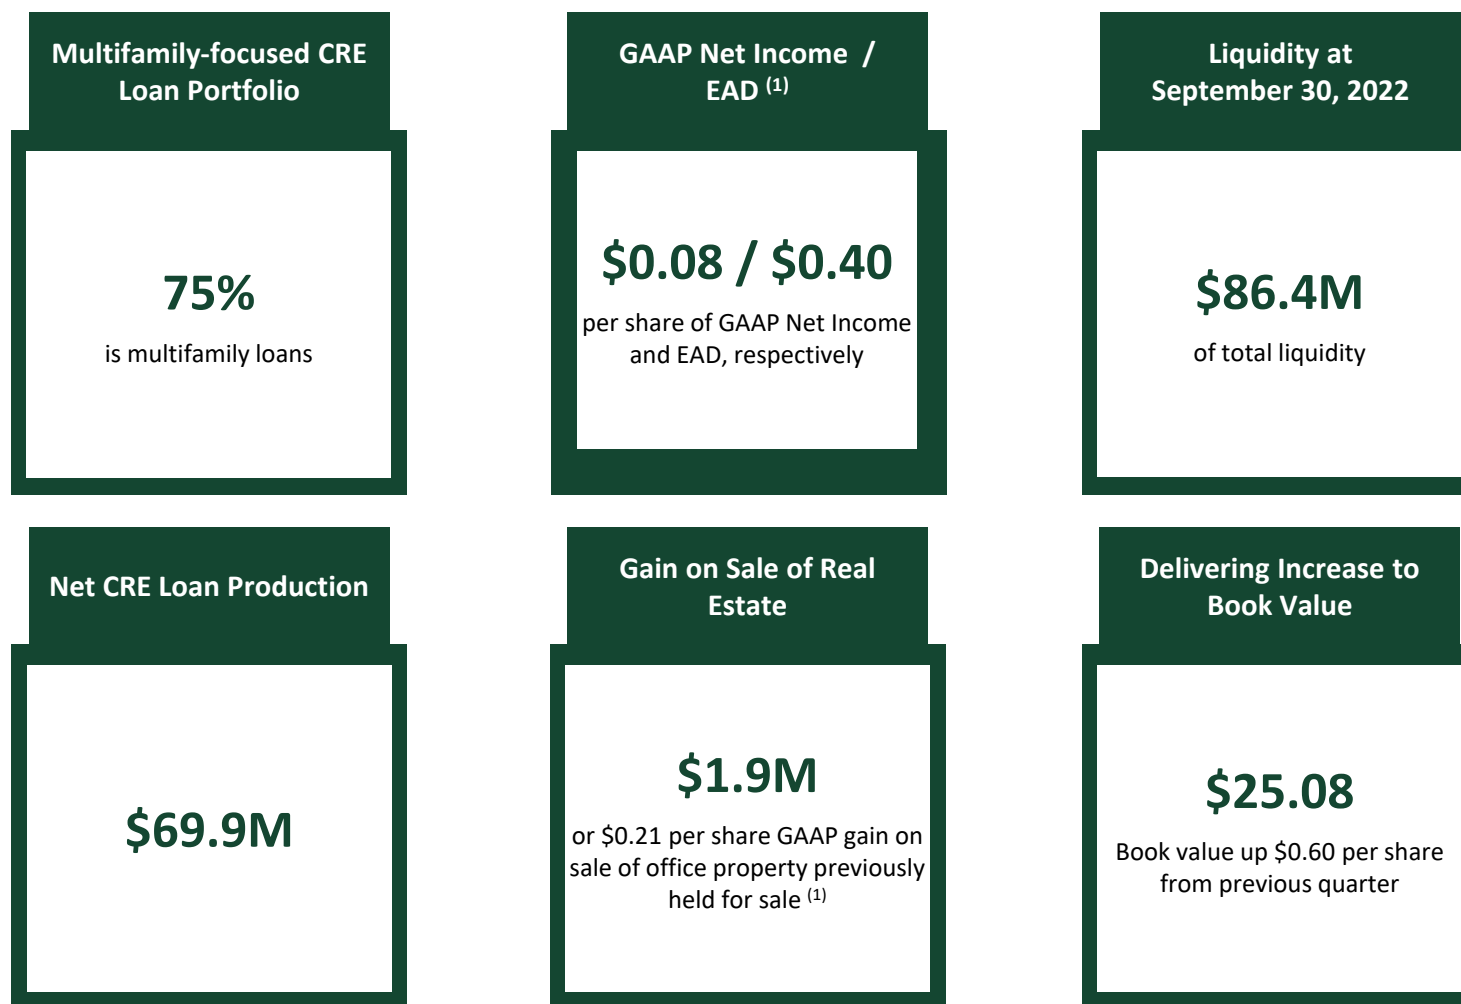 Multifamily-focused CRE
Loan Portfolio
75%
is multifamily loans
GAAP Net Income /
EAD (1)
$0.08 / $0.40
per share of GAAP Net Income
and EAD, respectively
Liquidity at
September 30, 2022
$86.4M
of total liquidity
Net CRE Loan Production
$69.9M
Gain on Sale of Real
Estate
$1.9M
or $0.21 per share GAAP gain on
sale of office property previously
held for sale (1)
Delivering Increase to
Book Value
$25.08
Book value up $0.60 per share
from previous quarter